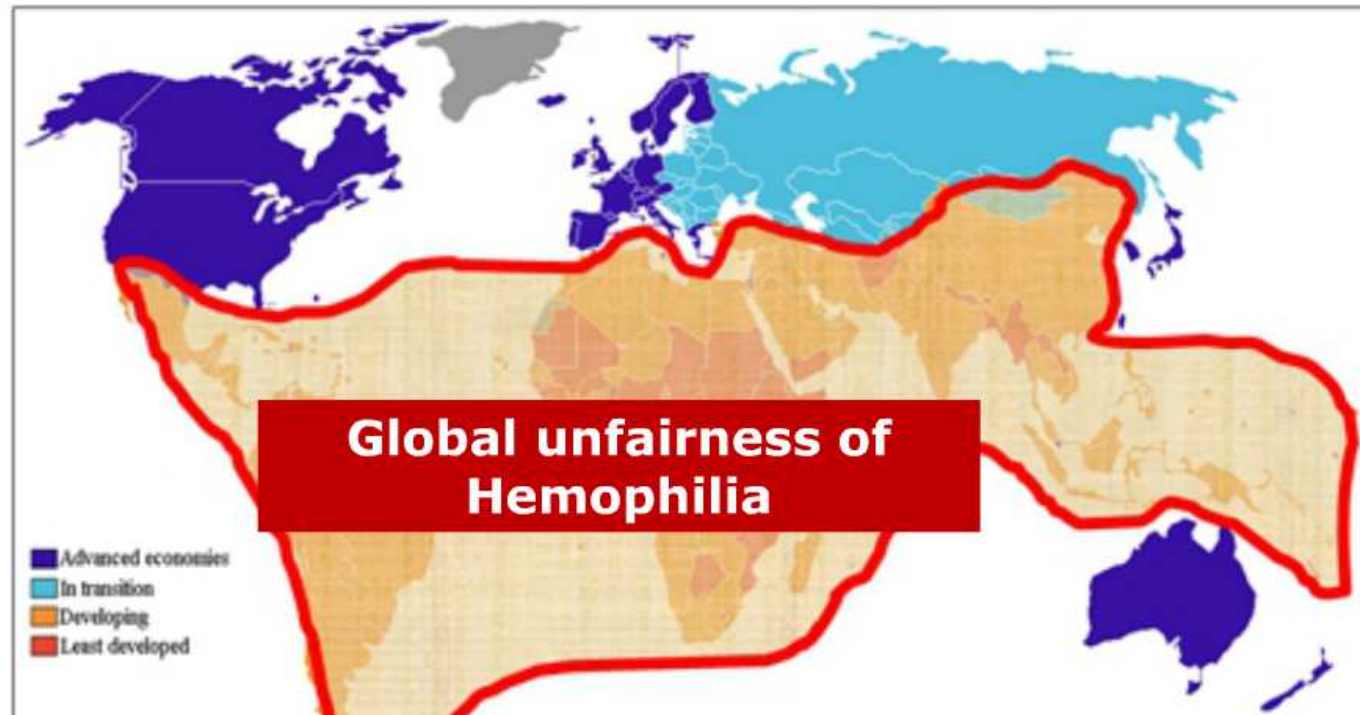 Global unfairness of
Hemophilia
Advanced economies
In transition
Developing
Least developed